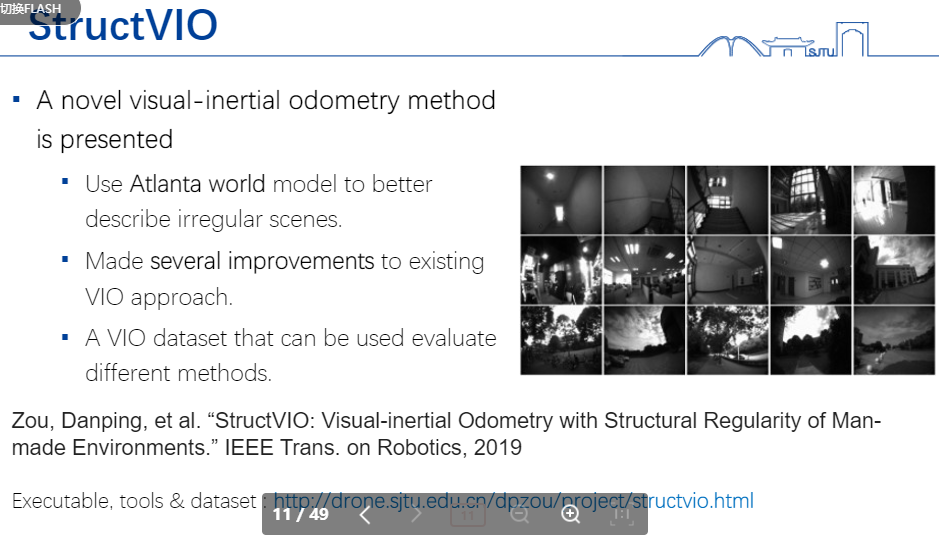 切换FLASH
StructVIO
SJTU
▪ A novel visual-inertial odometry method
is presented
▪ Use Atlanta world model to better
describe irregular scenes.
▪ Made several improvements to existing
VIO approach.
▪ A VIO dataset that can be used evaluate
different methods.
Zou, Danping, et al. “StructVIO: Visual-inertial Odometry with Structural Regularity of Man-
made Environments.” IEEE Trans. on Robotics, 2019
Executable, tools & dataset : http://drone.sjtu.edu.cn/dpzou/project/structvio.html
11 / 49
11
1:1